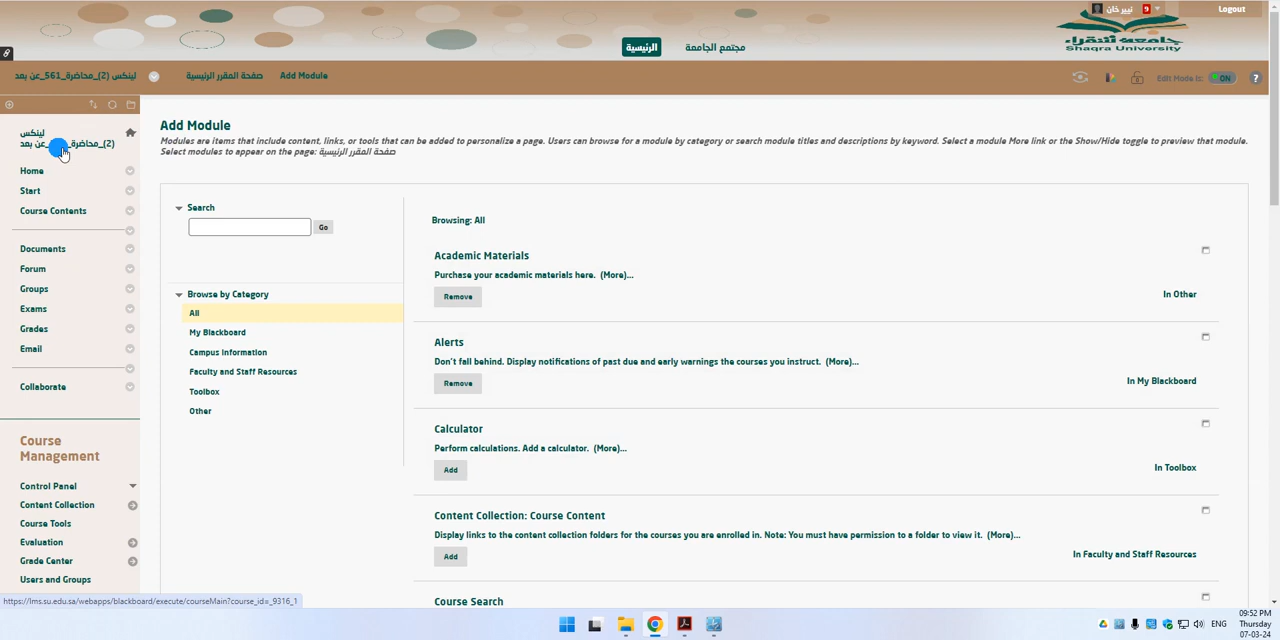 نيير خان
9
Logout
الرئيسية
مجتمع الجامعة
جامعة شقراء
Shaqra University
لينكس (2)_محاضرة_561_عن بعد
صفحة المقرر الرئيسية
Add Module
Edit Mode is:
ON
?
لينكس
(2)_محاضرة
عن بعد
Home
Start
Course Contents
Documents
Forum
Groups
Exams
Grades
Email
Collaborate
Course
Management
Control Panel
Content Collection
Course Tools
Evaluation
Grade Center
Users and Groups
Add Module
Modules are items that include content, links, or tools that can be added to personalize a page. Users can browse for a module by category or search module titles and descriptions by keyword. Select a module More link or the Show/Hide toggle to preview that module.
Select modules to appear on the page: صفحة المقرر الرئيسية
Search
Go
Browse by Category
All
My Blackboard
Campus Information
Faculty and Staff Resources
Toolbox
Other
Browsing: All
Academic Materials
Purchase your academic materials here. (More)...
Remove
In Other
Alerts
Don't fall behind. Display notifications of past due and early warnings the courses you instruct. (More)...
Remove
In My Blackboard
Calculator
Perform calculations. Add a calculator. (More)...
Add
In Toolbox
Content Collection: Course Content
Display links to the content collection folders for the courses you are enrolled in. Note: You must have permission to a folder to view it. (More)...
Add
In Faculty and Staff Resources
Course Search
https://lms.su.edu.sa/webapps/blackboard/execute/courseMain?course_id=_9316_1
ENG
09:52 PM
Thursday
07-03-24